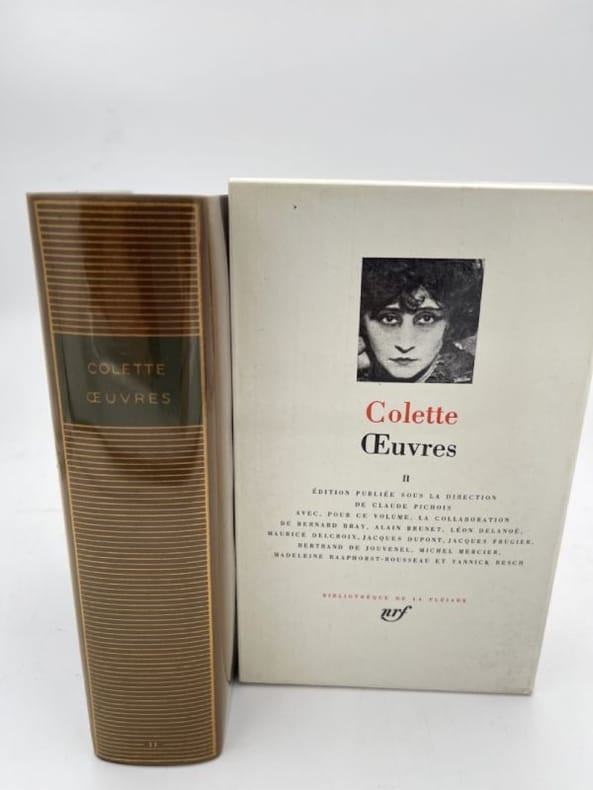 COLETTE
ŒUVRES
II
Colette
Œuvres
II
ÉDITION PUBLIÉE SOUS LA DIRECTION
DE CLAUDE PICHOIS
AVEC, POUR CE VOLUME, LA COLLABORATION
DE BERNARD BRAY, ALAIN BRUNET, LÉON DELANOË,
MAURICE DELCROIX, JACQUES DUPONT, JACQUES FRUGIER,
BERTRAND DE JOUVENEL, MICHEL MERCIER,
MADELEINE RAAPHORST-ROUSSEAU ET YANNICK RESCH
BIBLIOTHÈQUE DE LA PLÉIADE
nrf